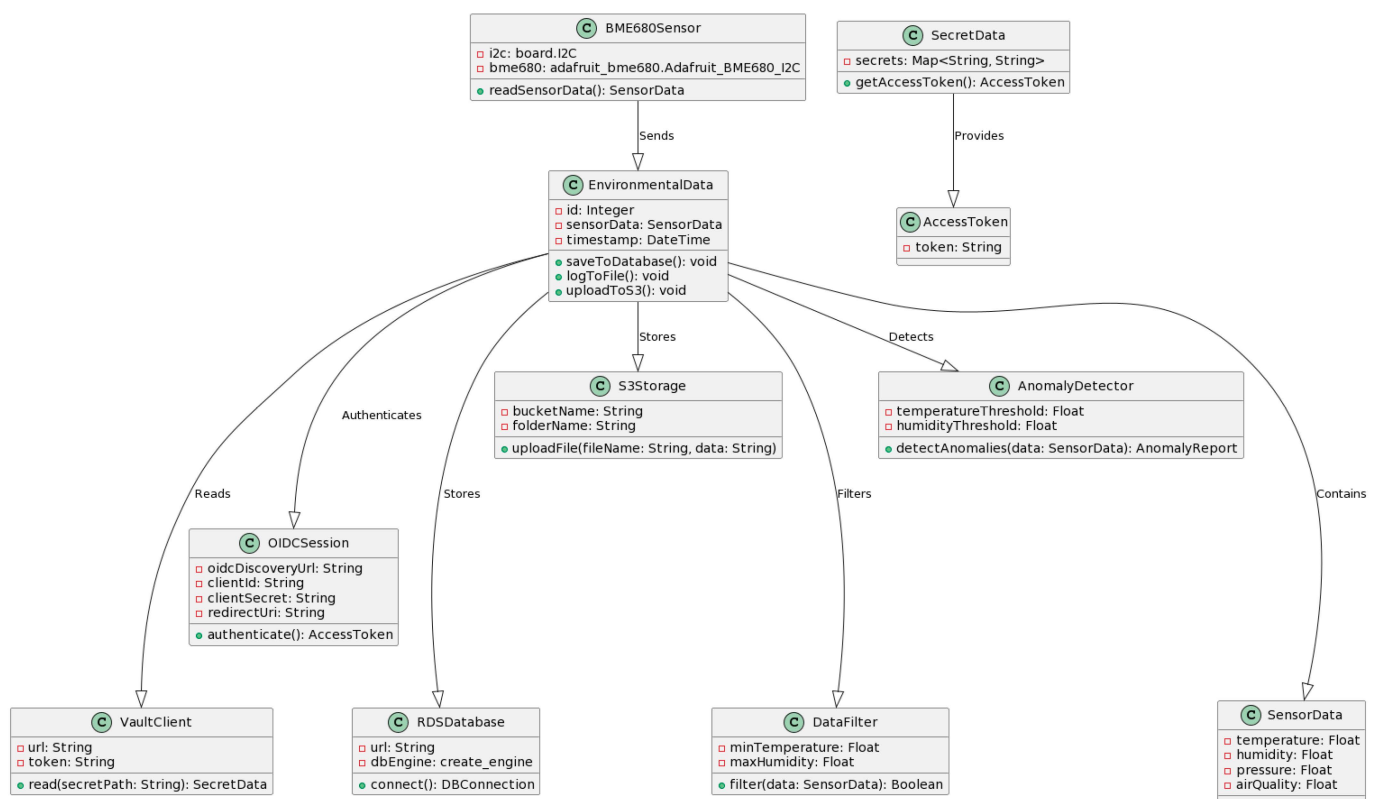 C BME680Sensor
i2c: board.I2C
bme680: adafruit_bme680.Adafruit_BME680_I2C
readSensorData(): SensorData
C SecretData
secrets: Map<String, String>
getAccessToken(): AccessToken
Sends
Provides
C EnvironmentalData
id: Integer
sensorData: SensorData
timestamp: DateTime
saveToDatabase(): void
logToFile(): void
uploadToS3(): void
C AccessToken
token: String
Stores
Detects
C S3Storage
bucketName: String
folderName: String
uploadFile(fileName: String, data: String)
C AnomalyDetector
temperatureThreshold: Float
humidityThreshold: Float
detectAnomalies(data: SensorData): AnomalyReport
Authenticates
Reads
Stores
Filters
Contains
C OIDCSession
oidcDiscoveryUrl: String
clientId: String
clientSecret: String
redirectUri: String
authenticate(): AccessToken
C VaultClient
url: String
token: String
read(secretPath: String): SecretData
C RDSDatabase
url: String
dbEngine: create_engine
connect(): DBConnection
C DataFilter
minTemperature: Float
maxHumidity: Float
filter(data: SensorData): Boolean
C SensorData
temperature: Float
humidity: Float
pressure: Float
airQuality: Float